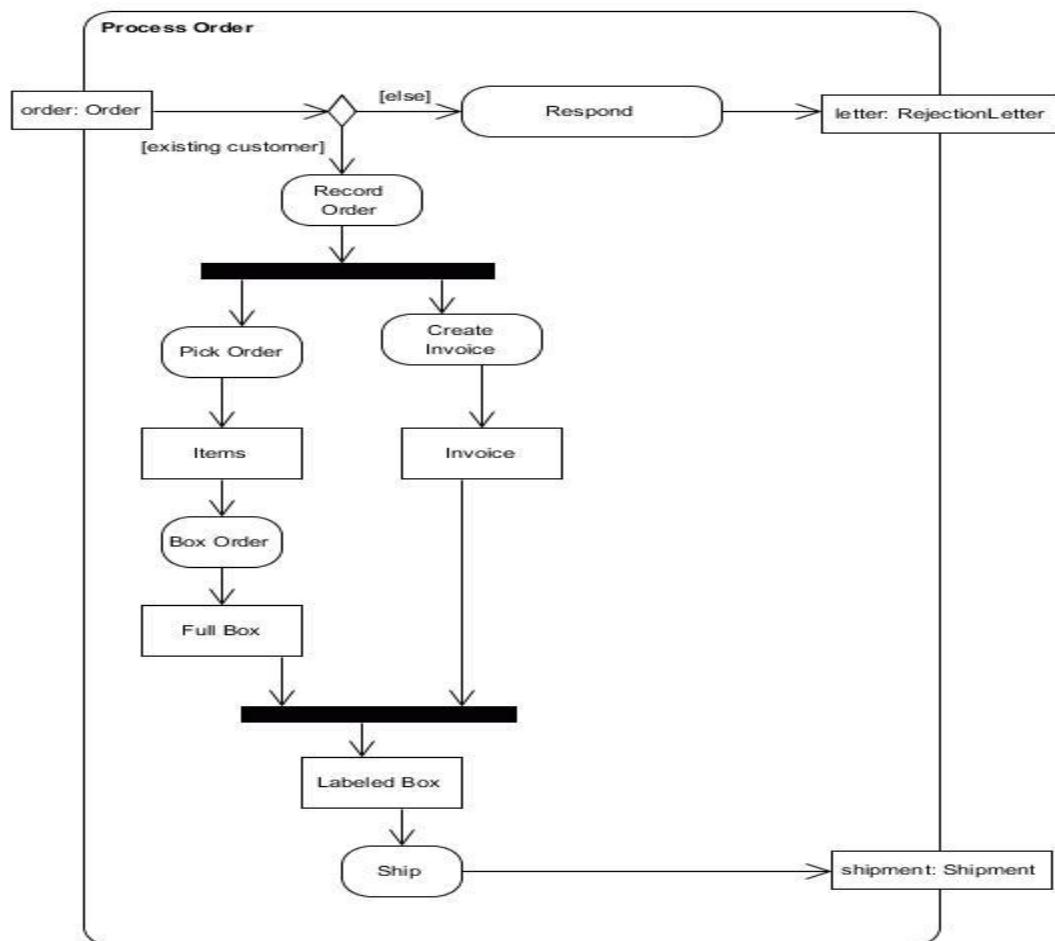 Process Order
order: Order
[else]
Respond
letter: RejectionLetter
[existing customer]
Record
Order
Pick Order
Create
Invoice
Items
Invoice
Box Order
Full Box
Labeled Box
Ship
shipment: Shipment